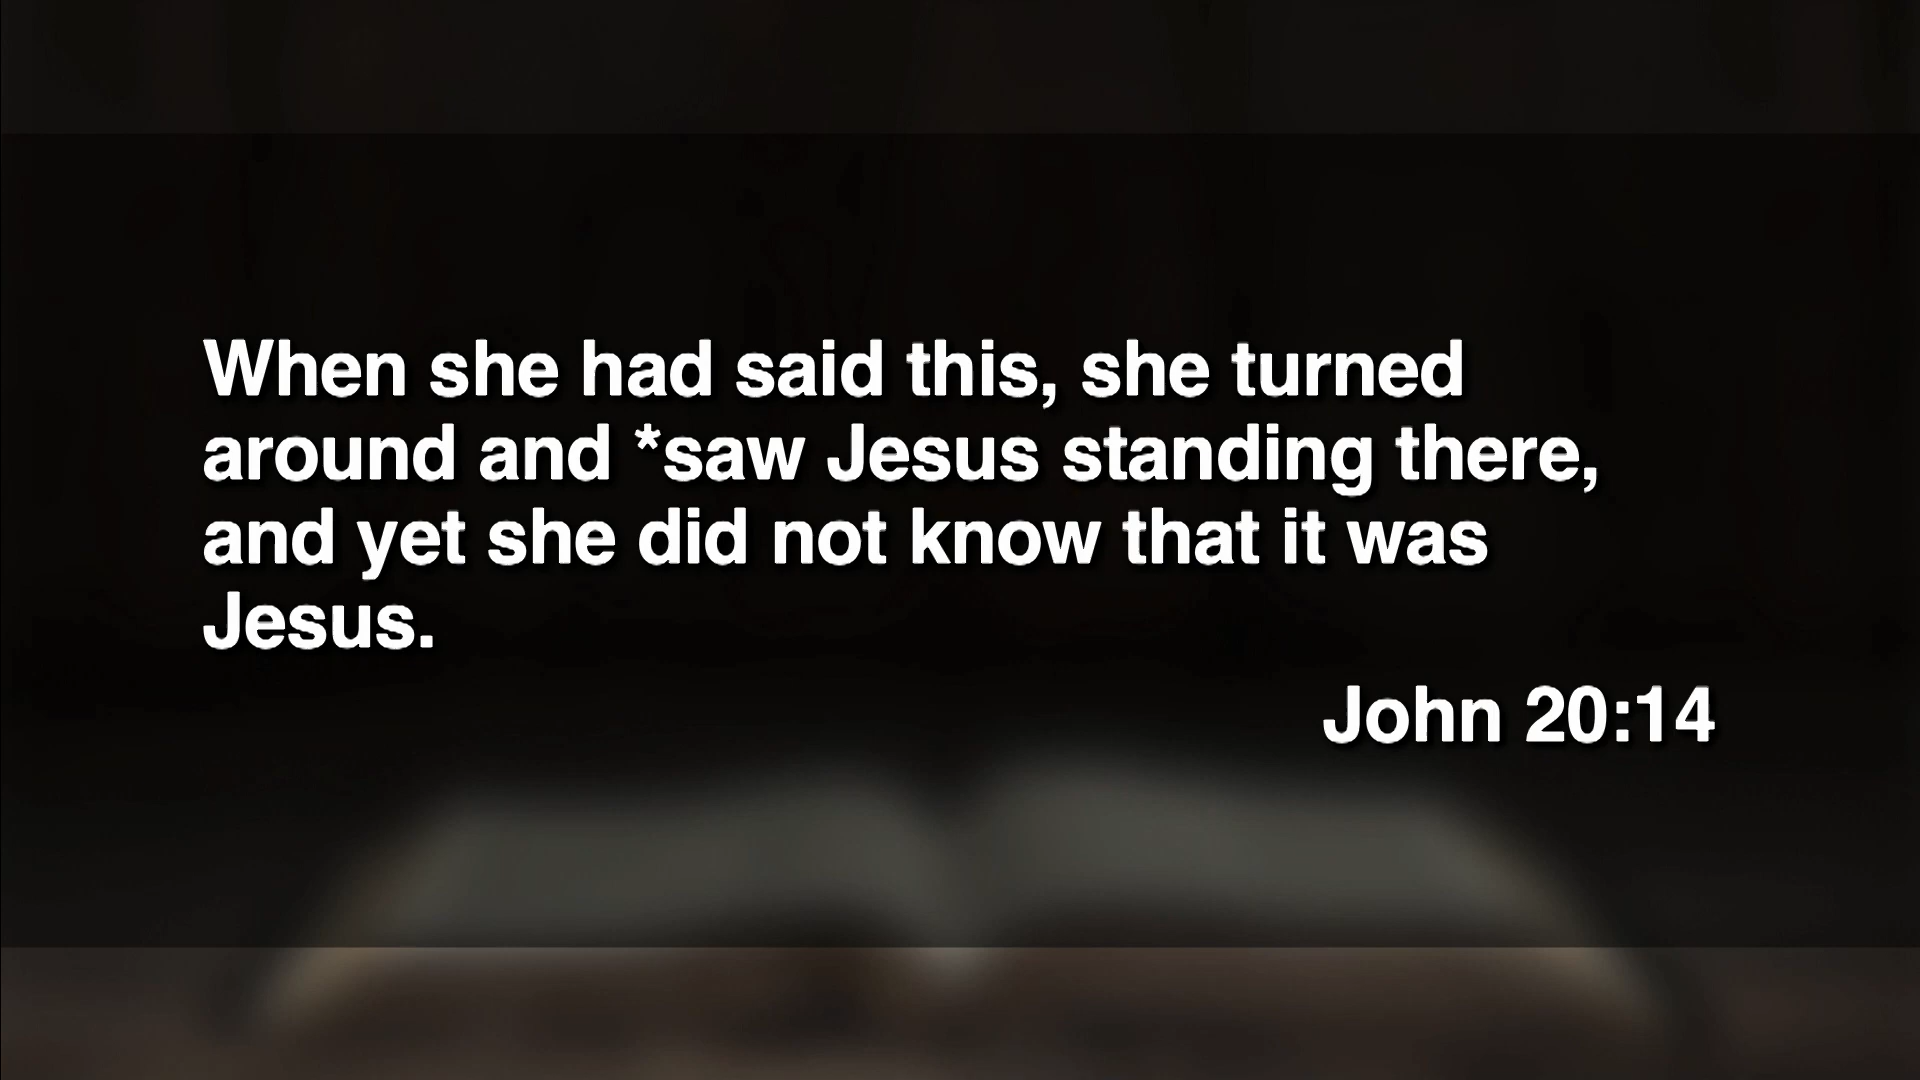 When she had said this, she turned
around and *saw Jesus standing there,
and yet she did not know that it was
Jesus.
John 20:14